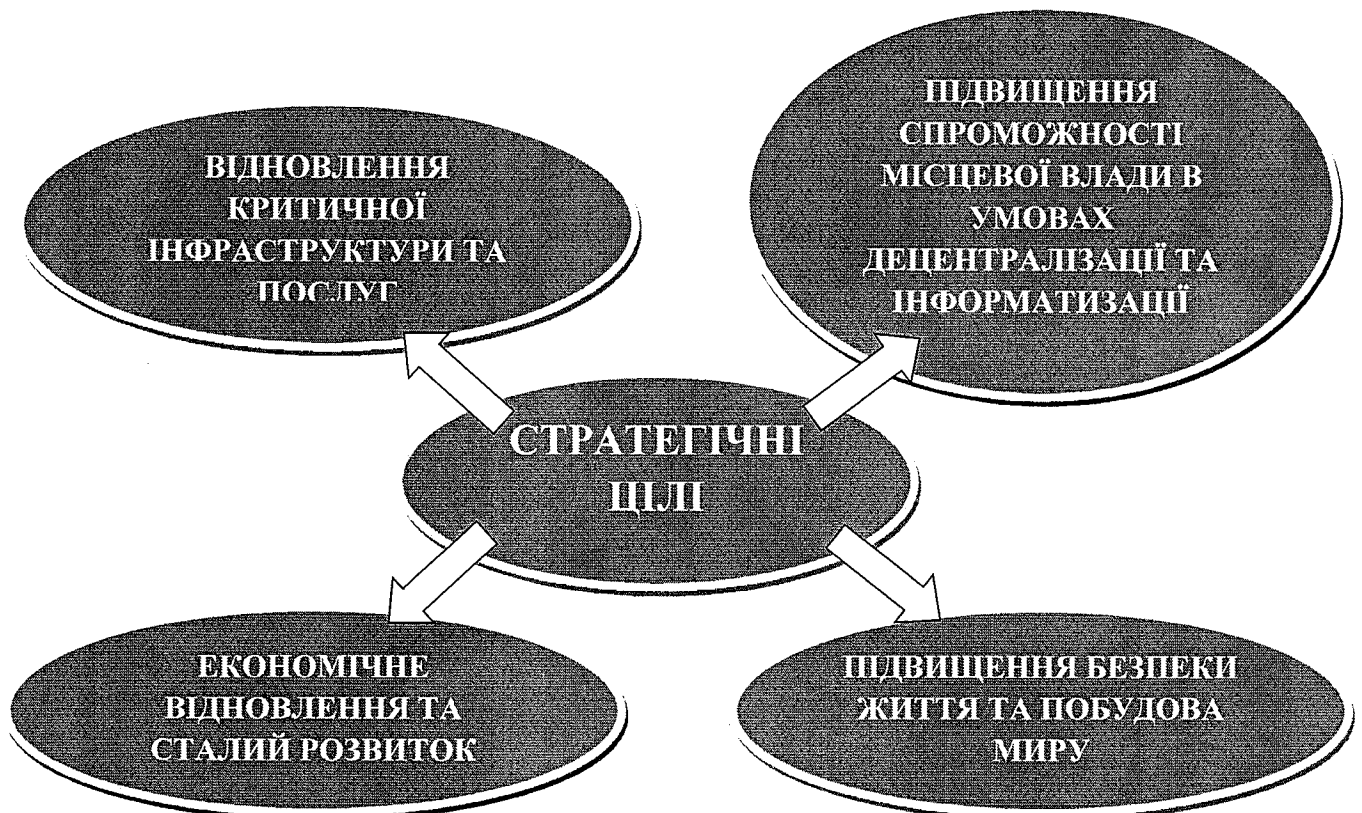 ВІДНОВЛЕННЯ
КРИТИЧНОЇ
ІНФРАСТРУКТУРИ ТА
ПОСЛУГ
ПІДВИЩЕННЯ
СПРОМОЖНОСТІ
МІСЦЕВОЇ ВЛАДИ В
УМОВАХ
ДЕЦЕНТРАЛІЗАЦІЇ ТА
ІНФОРМАТИЗАЦІЇ
СТРАТЕГІЧНІ
ЦІЛІ
ЕКОНОМІЧНЕ
ВІДНОВЛЕННЯ ТА
СТАЛИЙ РОЗВИТОК
ПІДВИЩЕННЯ БЕЗПЕКИ
ЖИТТЯ ТА ПОБУДОВА
МИРУ